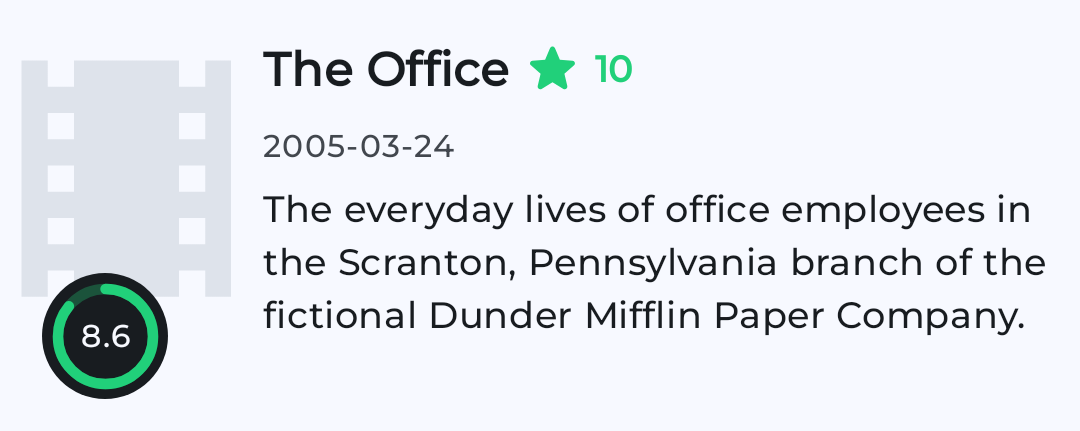 The Office 10
2005-03-24
The everyday lives of office employees in
the Scranton, Pennsylvania branch of the
fictional Dunder Mifflin Paper Company.
8.6